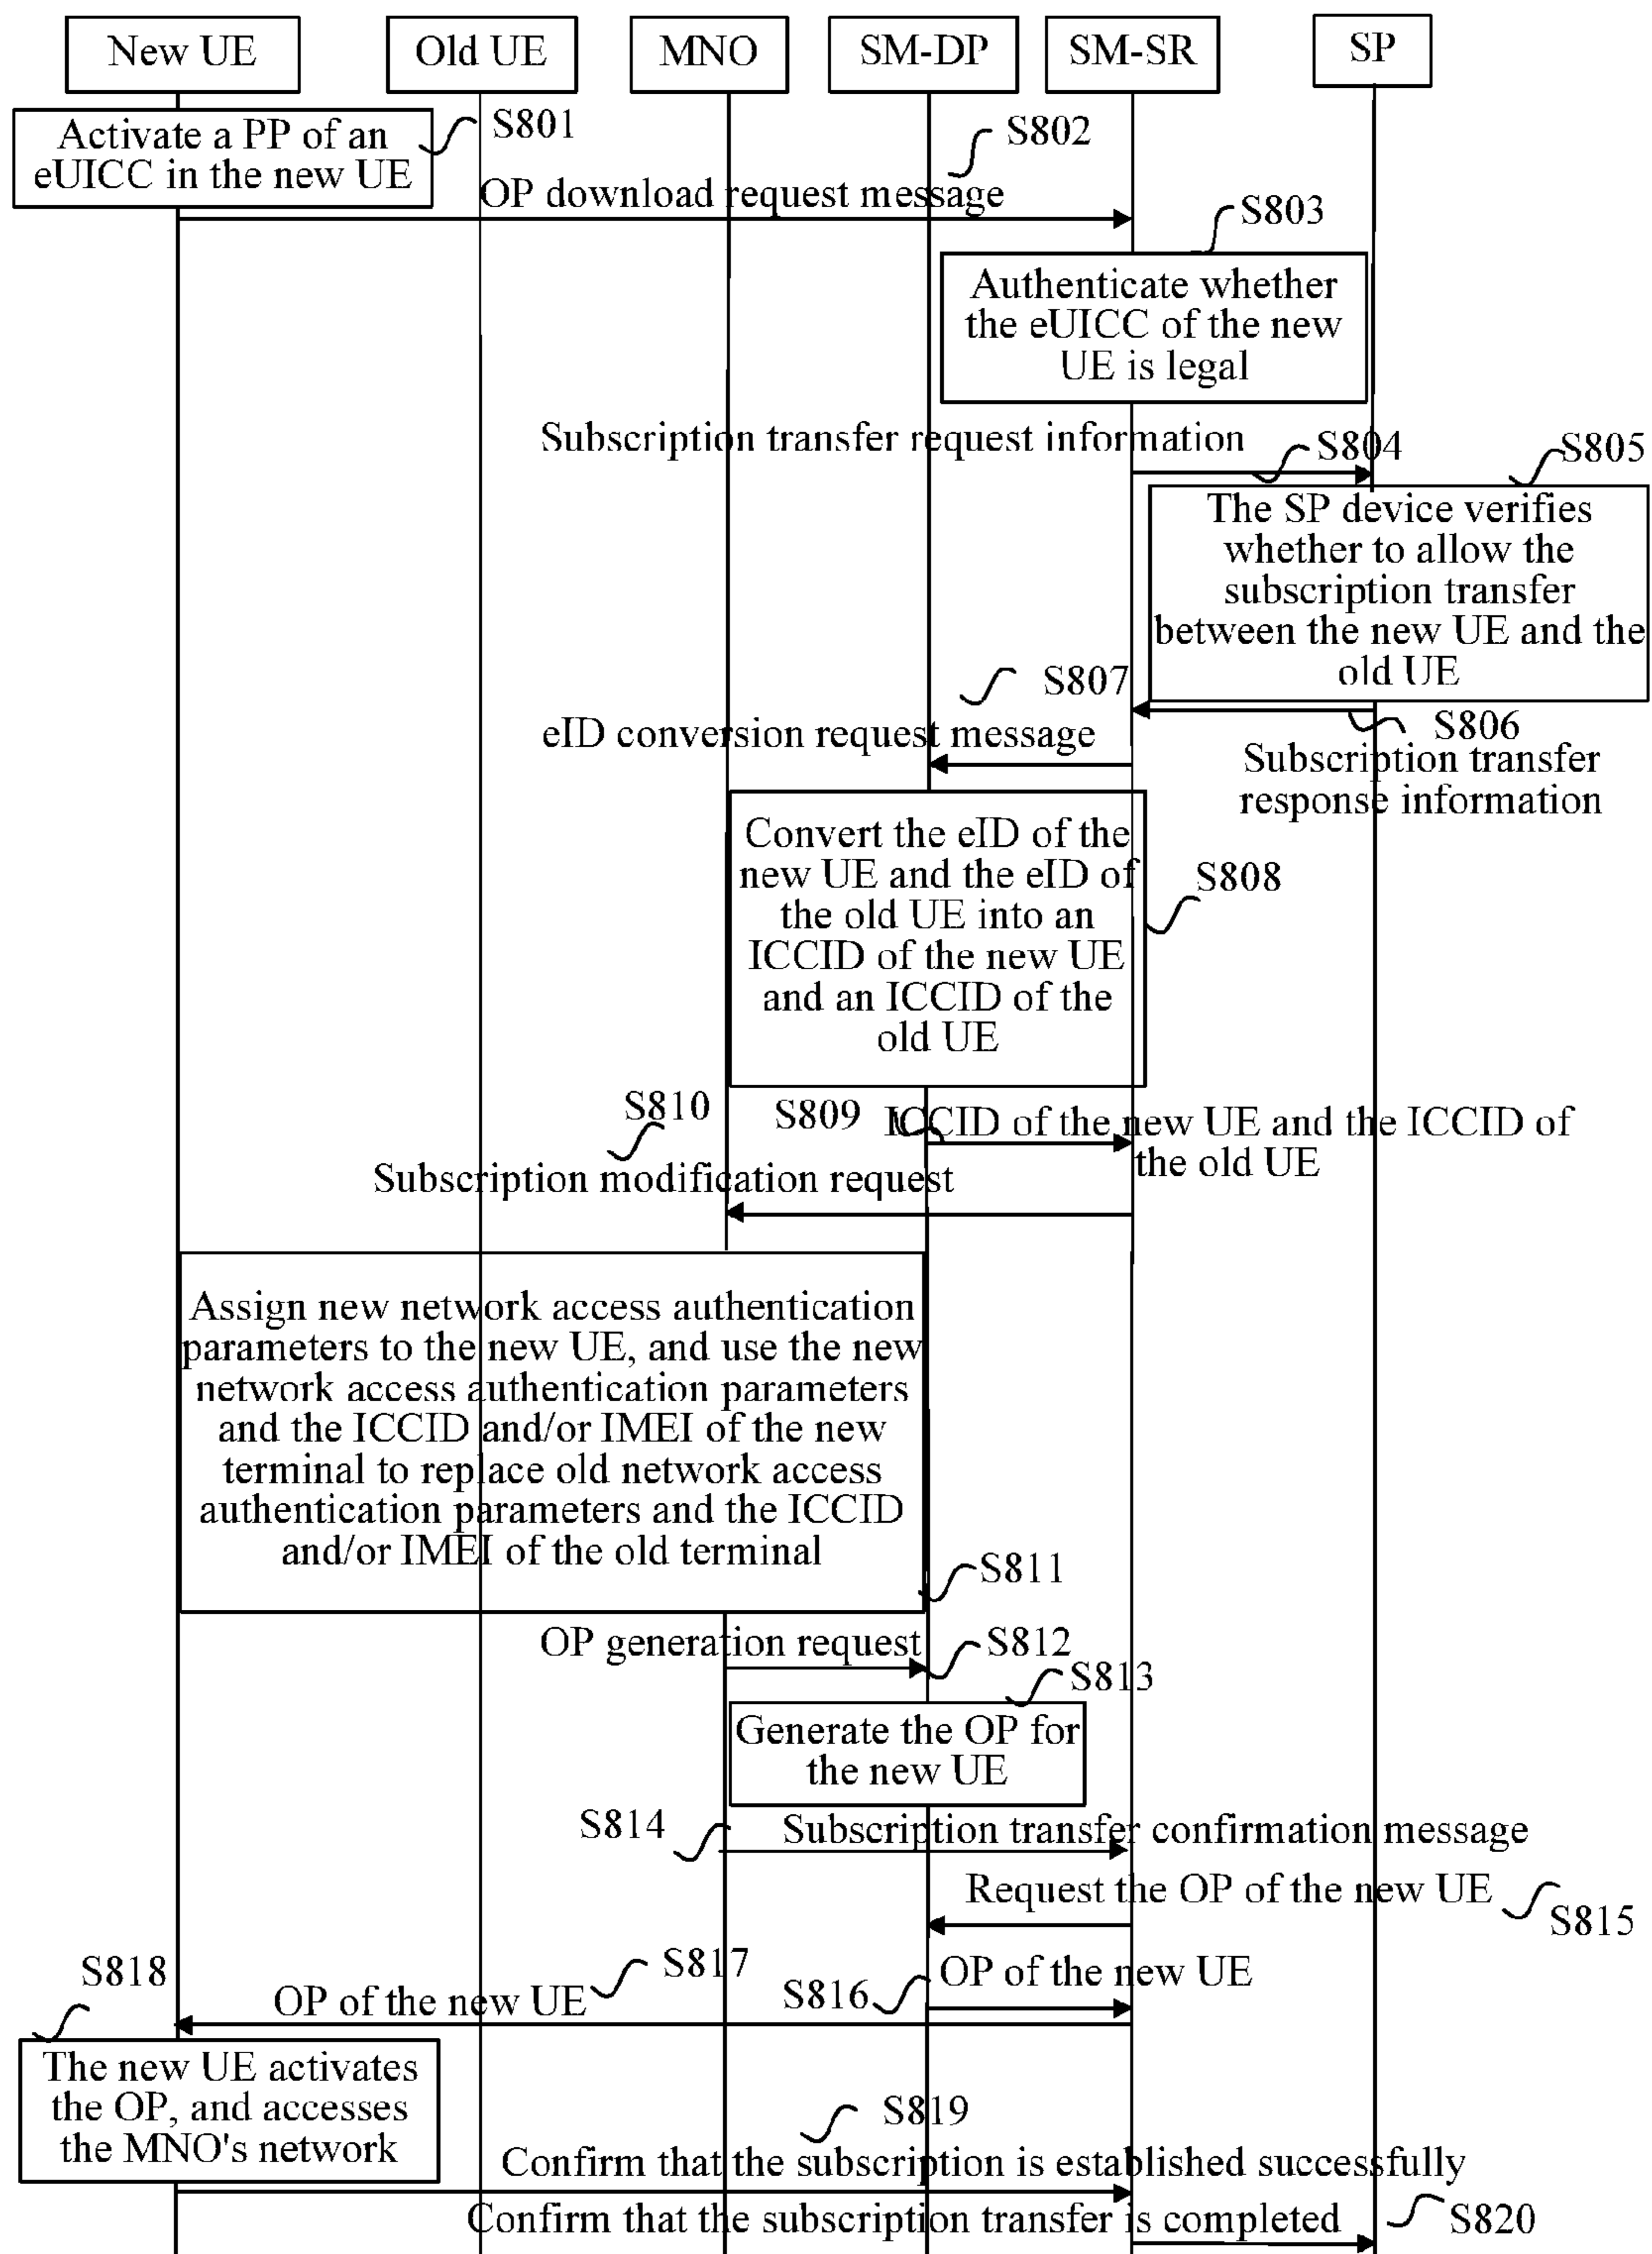 New UE
Old UE
MNO
SM-DP
SM-SR
SP
Activate a PP of an
eUICC in the new UE
S801
S802
OP download request message
S803
Authenticate whether
the eUICC of the new
UE is legal
Subscription transfer request information
S804
S805
The SP device verifies
whether to allow the
subscription transfer
between the new UE and the
old UE
S806
Subscription transfer
response information
S807
eID conversion request message
Convert the eID of the
new UE and the eID of
the old UE into an
ICCID of the new UE
and an ICCID of the
old UE
S808
S809
ICCID of the new UE and the ICCID of
the old UE
S810
Subscription modification request
Assign new network access authentication
parameters to the new UE, and use the new
network access authentication parameters
and the ICCID and/or IMEI of the new
terminal to replace old network access
authentication parameters and the ICCID
and/or IMEI of the old terminal
S811
OP generation request
S812
S813
Generate the OP for
the new UE
S814
Subscription transfer confirmation message
Request the OP of the new UE
S815
S816
OP of the new UE
S817
OP of the new UE
S818
The new UE activates
the OP, and accesses
the MNO's network
S819
Confirm that the subscription is established successfully
Confirm that the subscription transfer is completed
S820